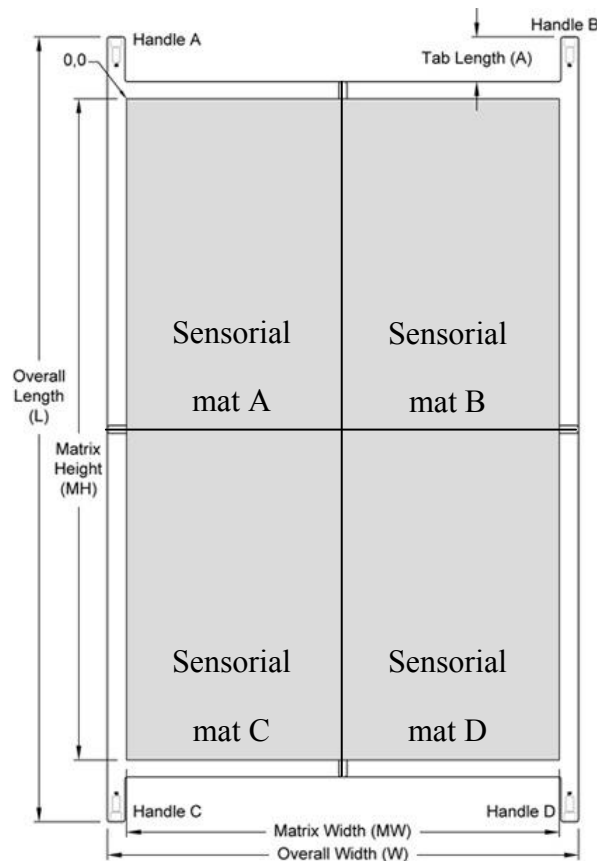 Handle A
Handle B
0,0
Tab Length (A)
Sensorial
mat A
Sensorial
mat B
Overall
Length
(L)
Matrix
Height
(MH)
Sensorial
mat C
Sensorial
mat D
Handle C
Handle D
Matrix Width (MW)
Overall Width (W)